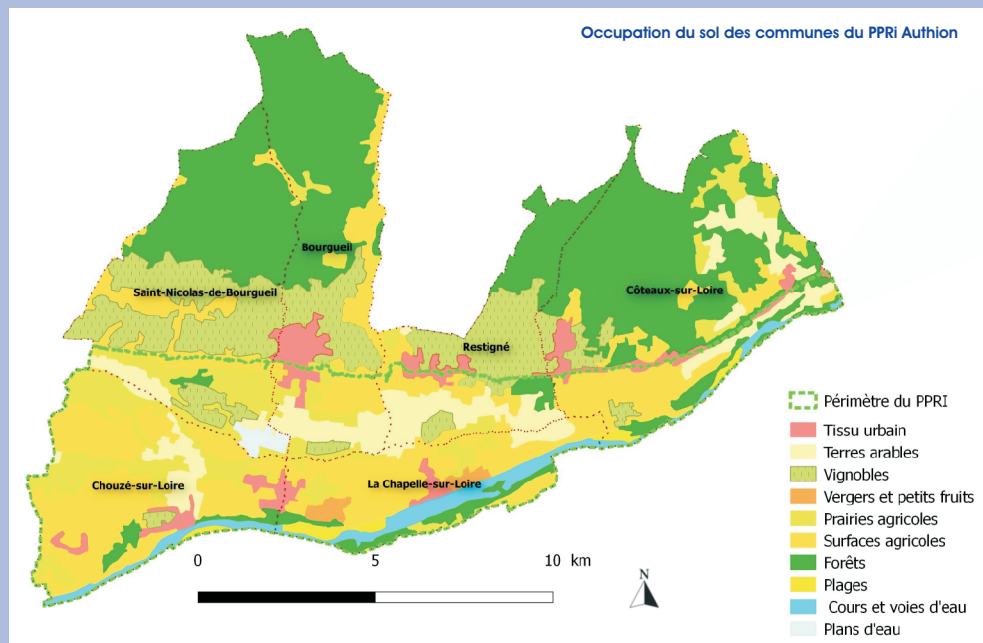 Occupation du sol des communes du PPRi Authion
Bourgueil
Saint-Nicolas-de-Bourgueil
Côteaux-sur-Loire
Restigné
Chouzé-sur-Loire
La Chapelle-sur-Loire
0 5 10 km
N
Périmètre du PPRI
Tissu urbain
Terres arables
Vignobles
Vergers et petits fruits
Prairies agricoles
Surfaces agricoles
Forêts
Plages
Cours et voies d'eau
Plans d'eau